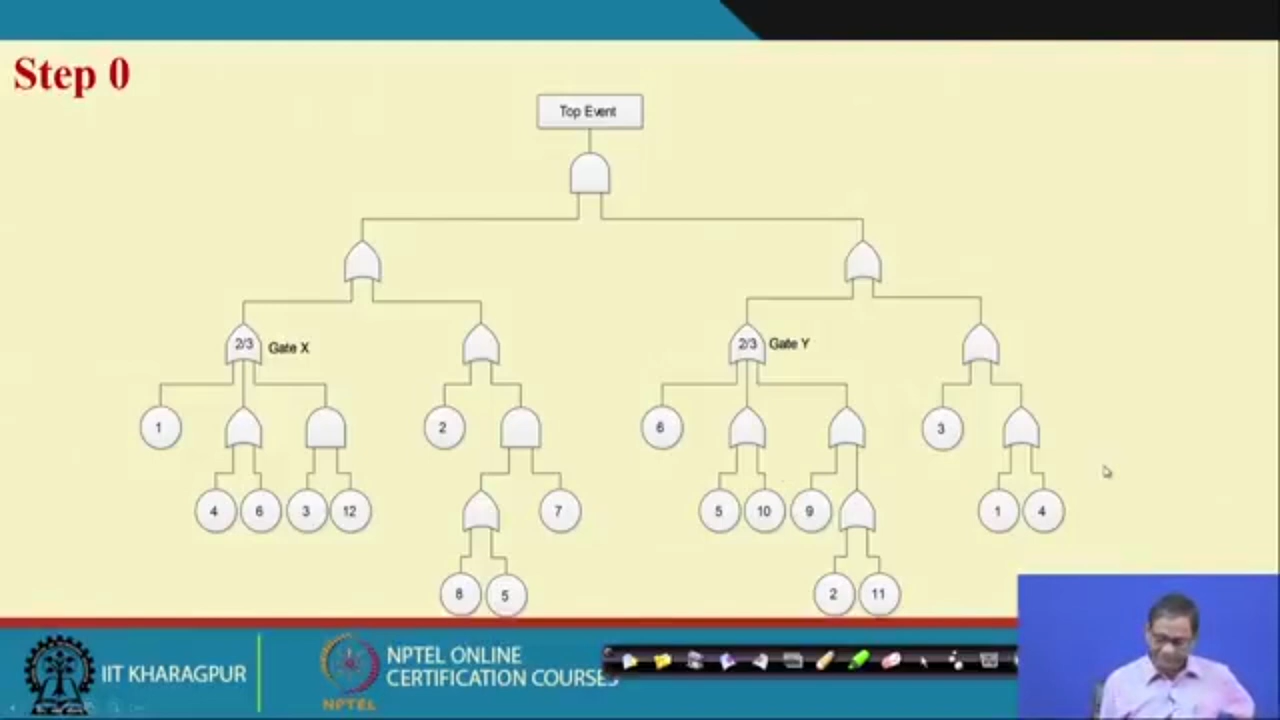 Step 0
Top Event
2/3 Gate X
2/3 Gate Y
1
2
6
3
4 6 3 12
7
5 10 9
1 4
8 5
2 11
IIT KHARAGPUR
NPTEL
NPTEL ONLINE
CERTIFICATION COURSES